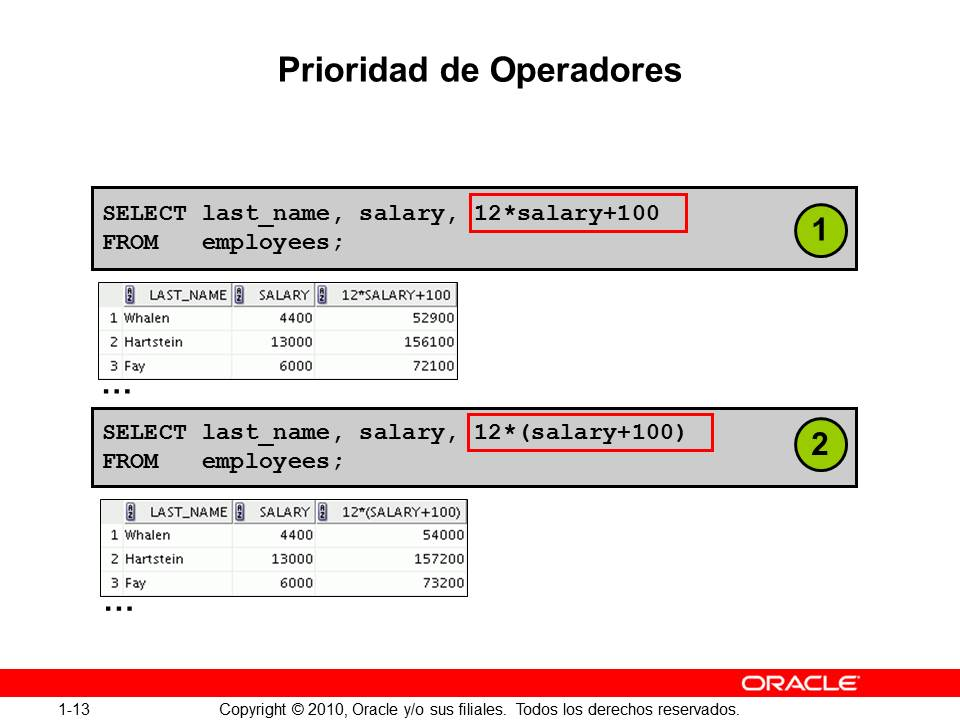 Prioridad de Operadores
SELECT last_name, salary, 12*salary+100
FROM   employees;
1
LAST_NAME SALARY 12*SALARY+100
1 Whalen 4400 52900
2 Hartstein 13000 156100
3 Fay 6000 72100
…
SELECT last_name, salary, 12*(salary+100)
FROM   employees;
2
LAST_NAME SALARY 12*(SALARY+100)
1 Whalen 4400 54000
2 Hartstein 13000 157200
3 Fay 6000 73200
…
ORACLE
1-13 Copyright © 2010, Oracle y/o sus filiales. Todos los derechos reservados.